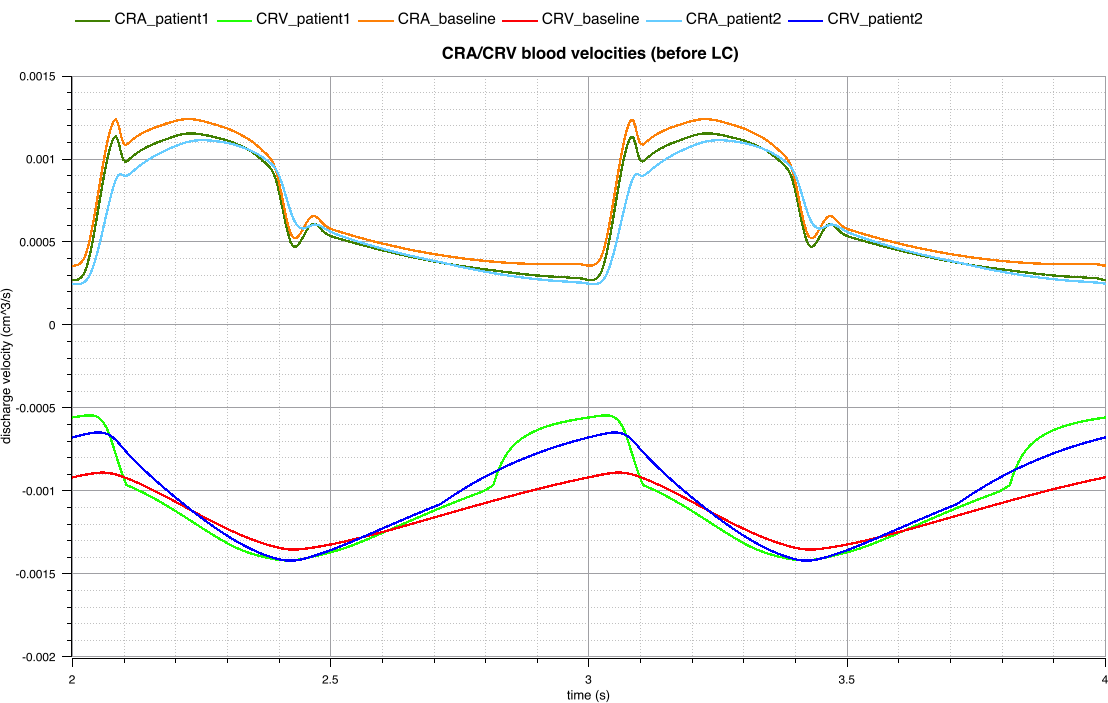 CRA_patient1 CRV_patient1 CRA_baseline CRV_baseline CRA_patient2 CRV_patient2
CRA/CRV blood velocities (before LC)
0.0015
0.001
0.0005
0
-0.0005
-0.001
-0.0015
-0.002
discharge velocity (cm^3/s)
2 2.5 3 3.5 4
time (s)